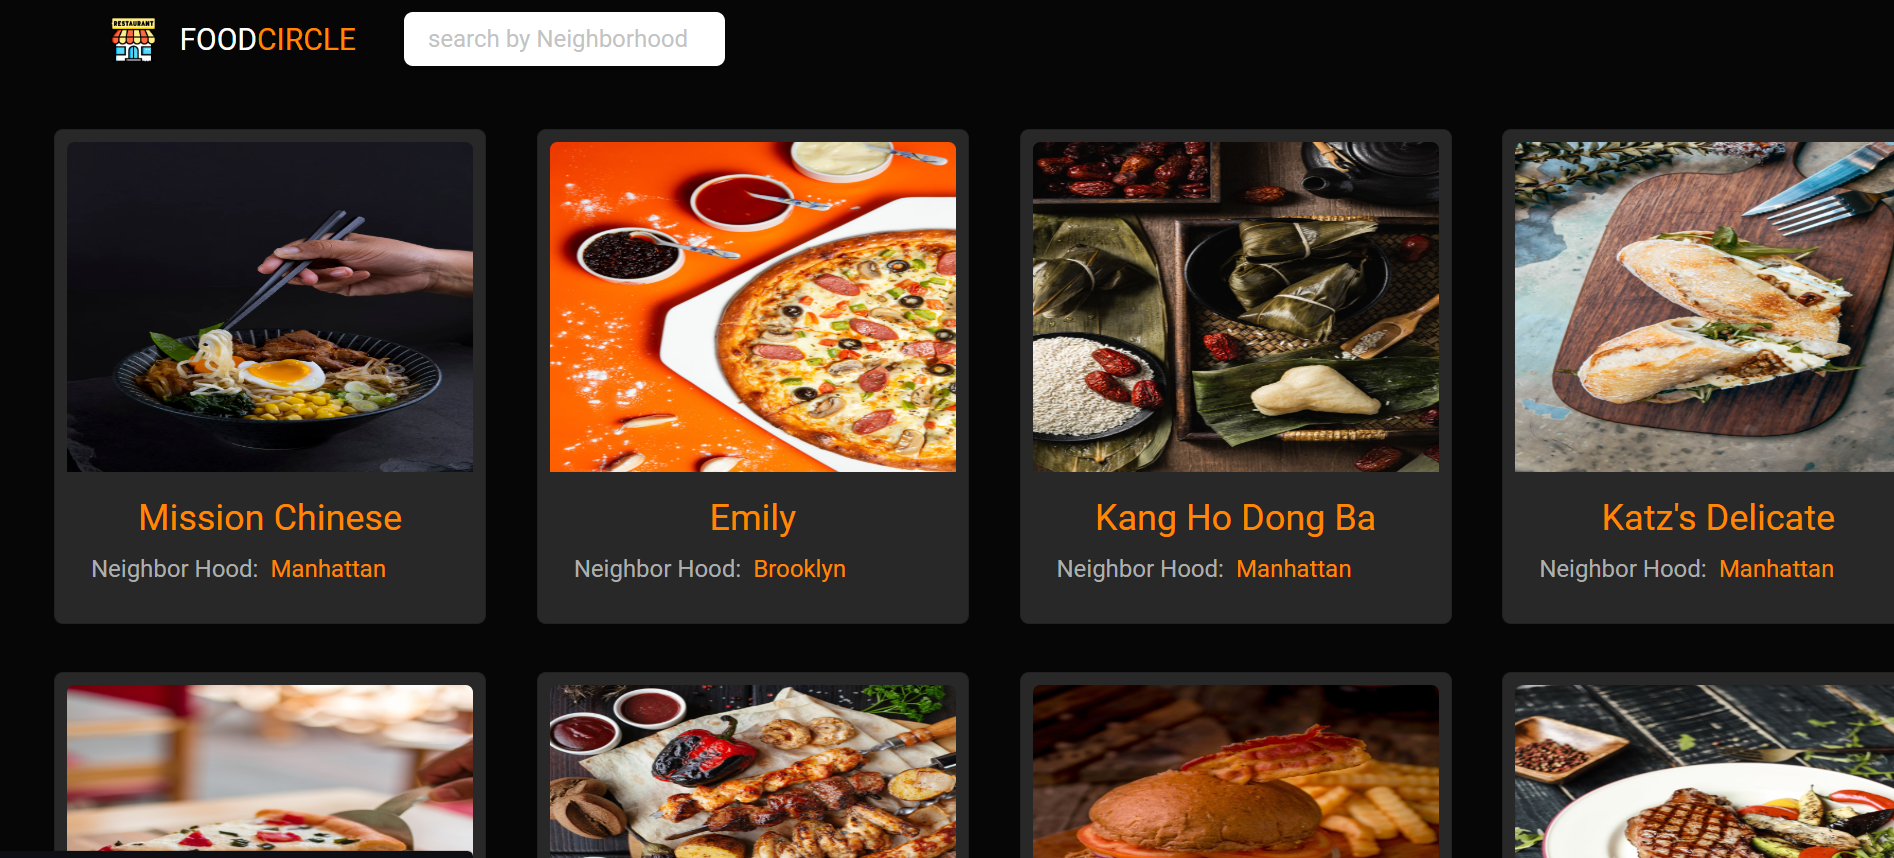 RESTAURANT
FOODCIRCLE
search by Neighborhood
Mission Chinese
Neighbor Hood: Manhattan
Emily
Neighbor Hood: Brooklyn
Kang Ho Dong Ba
Neighbor Hood: Manhattan
Katz's Delicate
Neighbor Hood: Manhattan